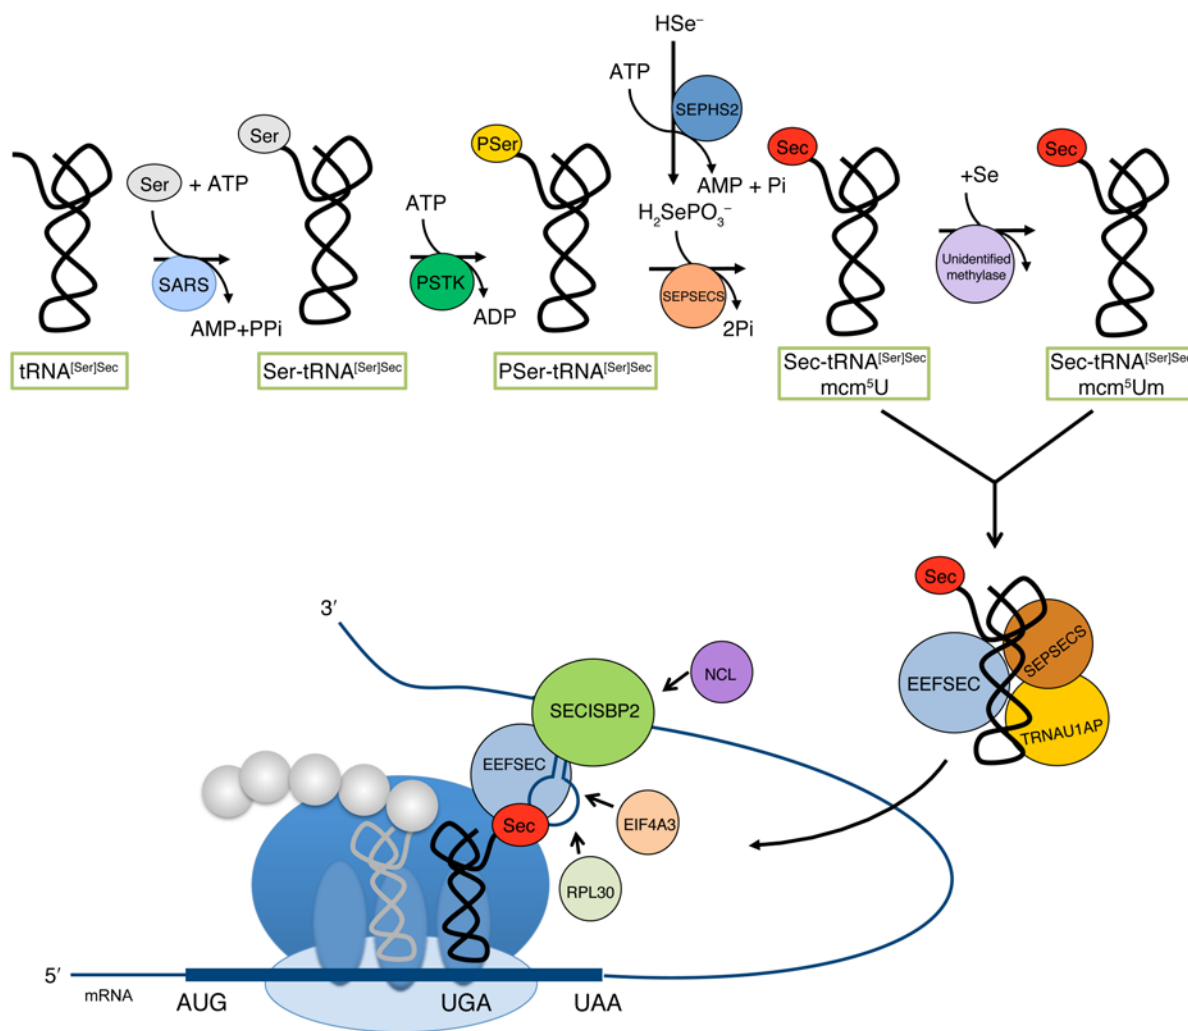 HSe⁻
ATP
SEPHS2
AMP + Pi
H₂SePO₃⁻
Ser
+ ATP
SARS
AMP+PPi
Ser
ATP
PSTK
ADP
PSer
SEPSECS
2Pi
Sec
+Se
Unidentified
methylase
Sec
tRNA[Ser]Sec
Ser-tRNA[Ser]Sec
PSer-tRNA[Ser]Sec
Sec-tRNA[Ser]Sec
mcm⁵U
Sec-tRNA[Ser]Sec
mcm⁵Um
Sec
EEFSEC
SEPSECS
TRNAU1AP
3′
NCL
SECISBP2
EEFSEC
Sec
EIF4A3
RPL30
5′
mRNA
AUG
UGA
UAA